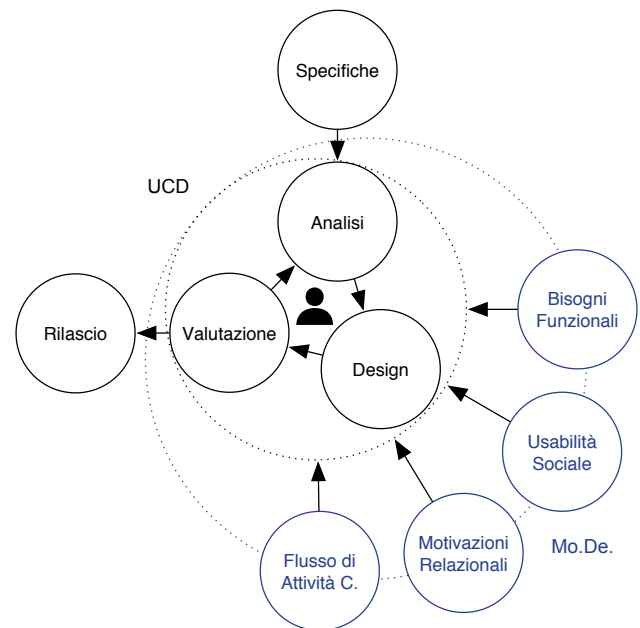 Specifiche
UCD
Analisi
Bisogni
Funzionali
Rilascio
Valutazione
Design
Usabilità
Sociale
Motivazioni
Relazionali
Mo.De.
Flusso di
Attività C.